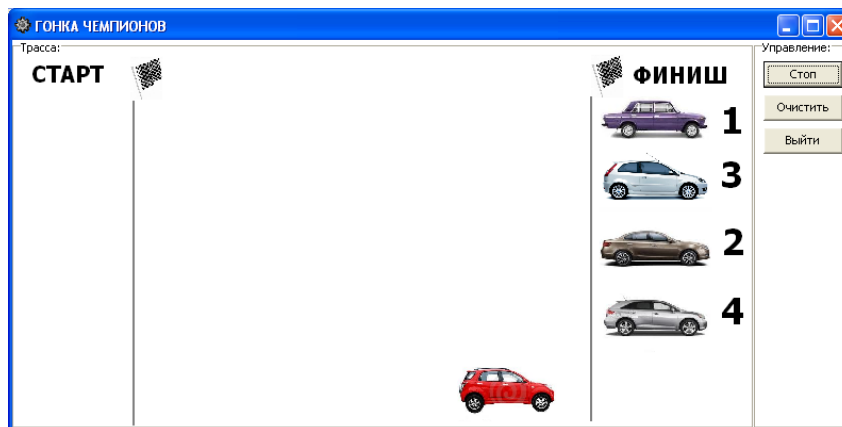 ГОНКА ЧЕМПИОНОВ
Трасса:
Управление:
СТАРТ
ФИНИШ
Стоп
1
Очистить
Выйти
3
2
4